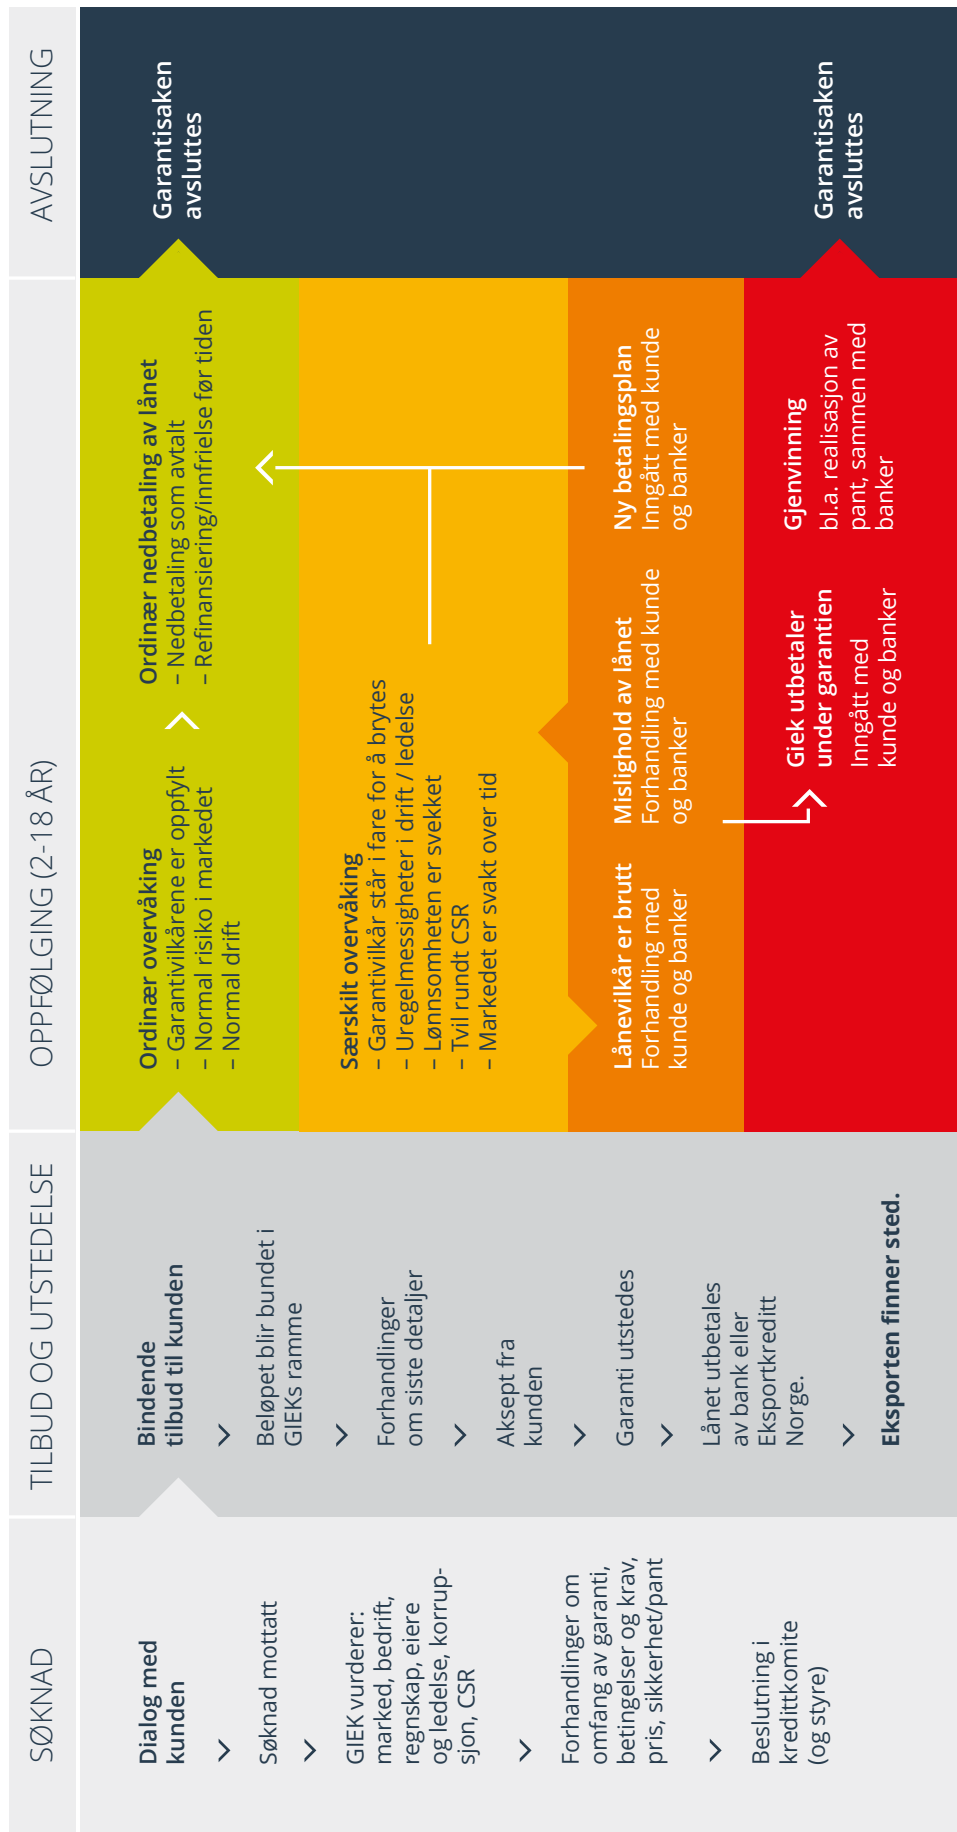 SØKNAD
Dialog med
kunden
Søknad mottatt
GIEK vurderer:
marked, bedrift,
regnskap, eiere
og ledelse, korrup-
sjon, CSR
Forhandlinger om
omfang av garanti,
betingelser og krav,
pris, sikkerhet/pant
Beslutning i
kredittkomite
(og styre)
TILBUD OG UTSTEDELSE
Bindende
tilbud til kunden
Beløpet blir bundet i
GIEKs ramme
Forhandlinger
om siste detaljer
Aksept fra
kunden
Garanti utstedes
Lånet utbetales
av bank eller
Eksportkreditt
Norge.
Eksporten finner sted.
OPPFØLGING (2-18 ÅR)
Ordinær overvåking
– Garantivilkårene er oppfylt
– Normal risiko i markedet
– Normal drift
Ordinær nedbetaling av lånet
– Nedbetaling som avtalt
– Refinansiering/innfrielse før tiden
Særskilt overvåking
– Garantivilkår står i fare for å brytes
– Uregelmessigheter i drift / ledelse
– Lønnsomheten er svekket
– Tvil rundt CSR
– Markedet er svakt over tid
Lånevilkår er brutt
Forhandling med
kunde og banker
Mislighold av lånet
Forhandling med kunde
og banker
Ny betalingsplan
Inngått med kunde
og banker
Giek utbetaler
under garantien
Inngått med
kunde og banker
Gjenvinning
bl.a. realisasjon av
pant, sammen med
banker
AVSLUTNING
Garantisaken
avsluttes
Garantisaken
avsluttes